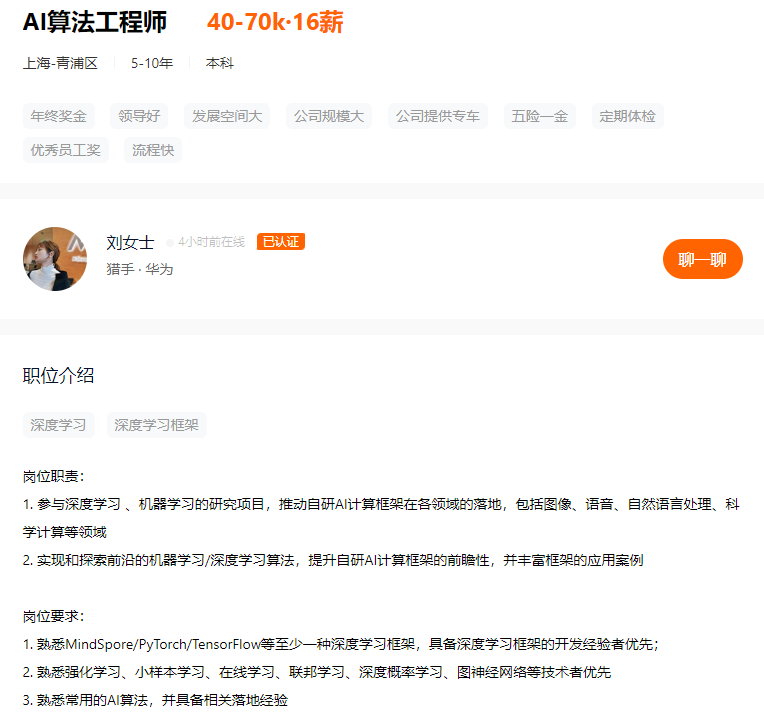 AI算法工程师 40-70k·16薪
上海-青浦区 5-10年 本科
年终奖金 领导好 发展空间大 公司规模大 公司提供专车 五险一金 定期体检
优秀员工奖 流程快
刘女士 4小时前在线 已认证
猎手 · 华为
聊一聊
职位介绍
深度学习 深度学习框架
岗位职责：
1. 参与深度学习 、机器学习的研究项目，推动自研AI计算框架在各领域的落地，包括图像、语音、自然语言处理、科
学计算等领域
2. 实现和探索前沿的机器学习/深度学习算法，提升自研AI计算框架的前瞻性，并丰富框架的应用案例
岗位要求：
1. 熟悉MindSpore/PyTorch/TensorFlow等至少一种深度学习框架，具备深度学习框架的开发经验者优先；
2. 熟悉强化学习、小样本学习、在线学习、联邦学习、深度概率学习、图神经网络等技术者优先
3. 熟悉常用的AI算法，并具备相关落地经验